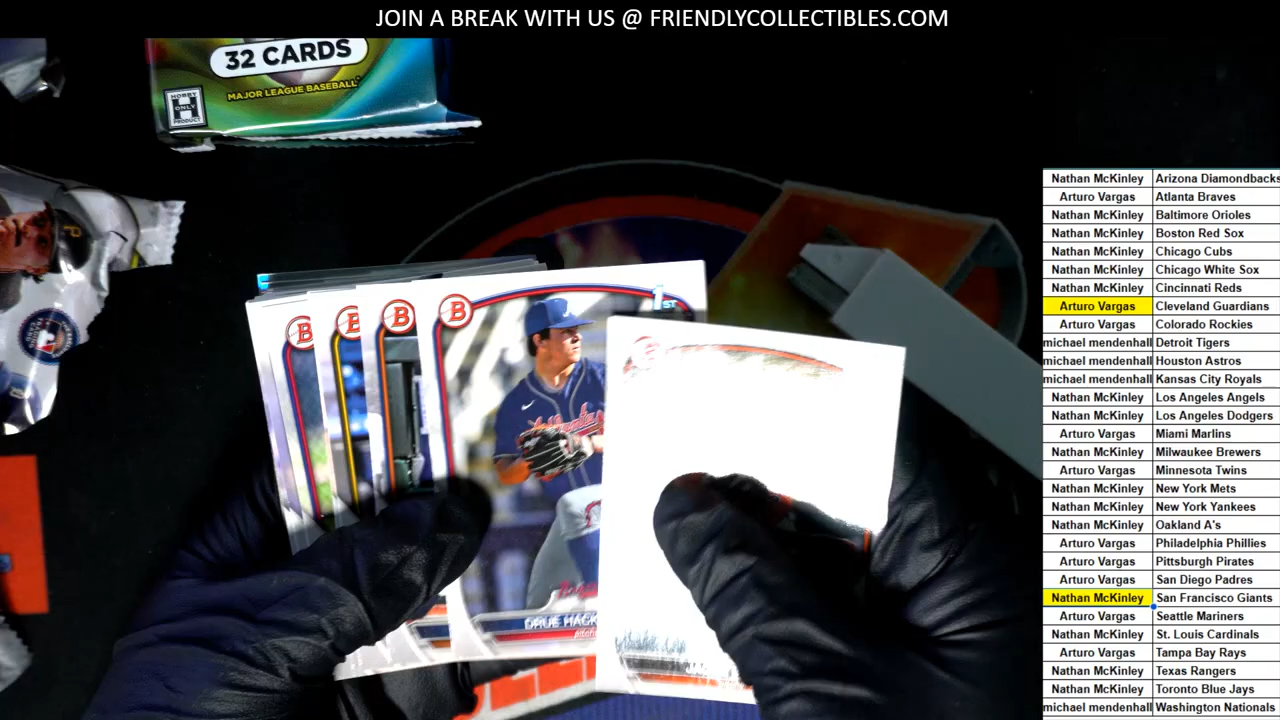 JOIN A BREAK WITH US @ FRIENDLYCOLLECTIBLES.COM
32 CARDS
MAJOR LEAGUE BASEBALL
HOBBY
H
ONLY
PRODUCT
B
B
B
B
1ST
DRUE HACK
pitch
Nathan McKinley Arizona Diamondbacks
Arturo Vargas Atlanta Braves
Nathan McKinley Baltimore Orioles
Nathan McKinley Boston Red Sox
Nathan McKinley Chicago Cubs
Nathan McKinley Chicago White Sox
Nathan McKinley Cincinnati Reds
Arturo Vargas Cleveland Guardians
Arturo Vargas Colorado Rockies
michael mendenhall Detroit Tigers
michael mendenhall Houston Astros
michael mendenhall Kansas City Royals
Nathan McKinley Los Angeles Angels
Nathan McKinley Los Angeles Dodgers
Arturo Vargas Miami Marlins
Nathan McKinley Milwaukee Brewers
Arturo Vargas Minnesota Twins
Nathan McKinley New York Mets
Nathan McKinley New York Yankees
Nathan McKinley Oakland A's
Arturo Vargas Philadelphia Phillies
Arturo Vargas Pittsburgh Pirates
Arturo Vargas San Diego Padres
Nathan McKinley San Francisco Giants
Arturo Vargas Seattle Mariners
Nathan McKinley St. Louis Cardinals
Arturo Vargas Tampa Bay Rays
Nathan McKinley Texas Rangers
Nathan McKinley Toronto Blue Jays
michael mendenhall Washington Nationals